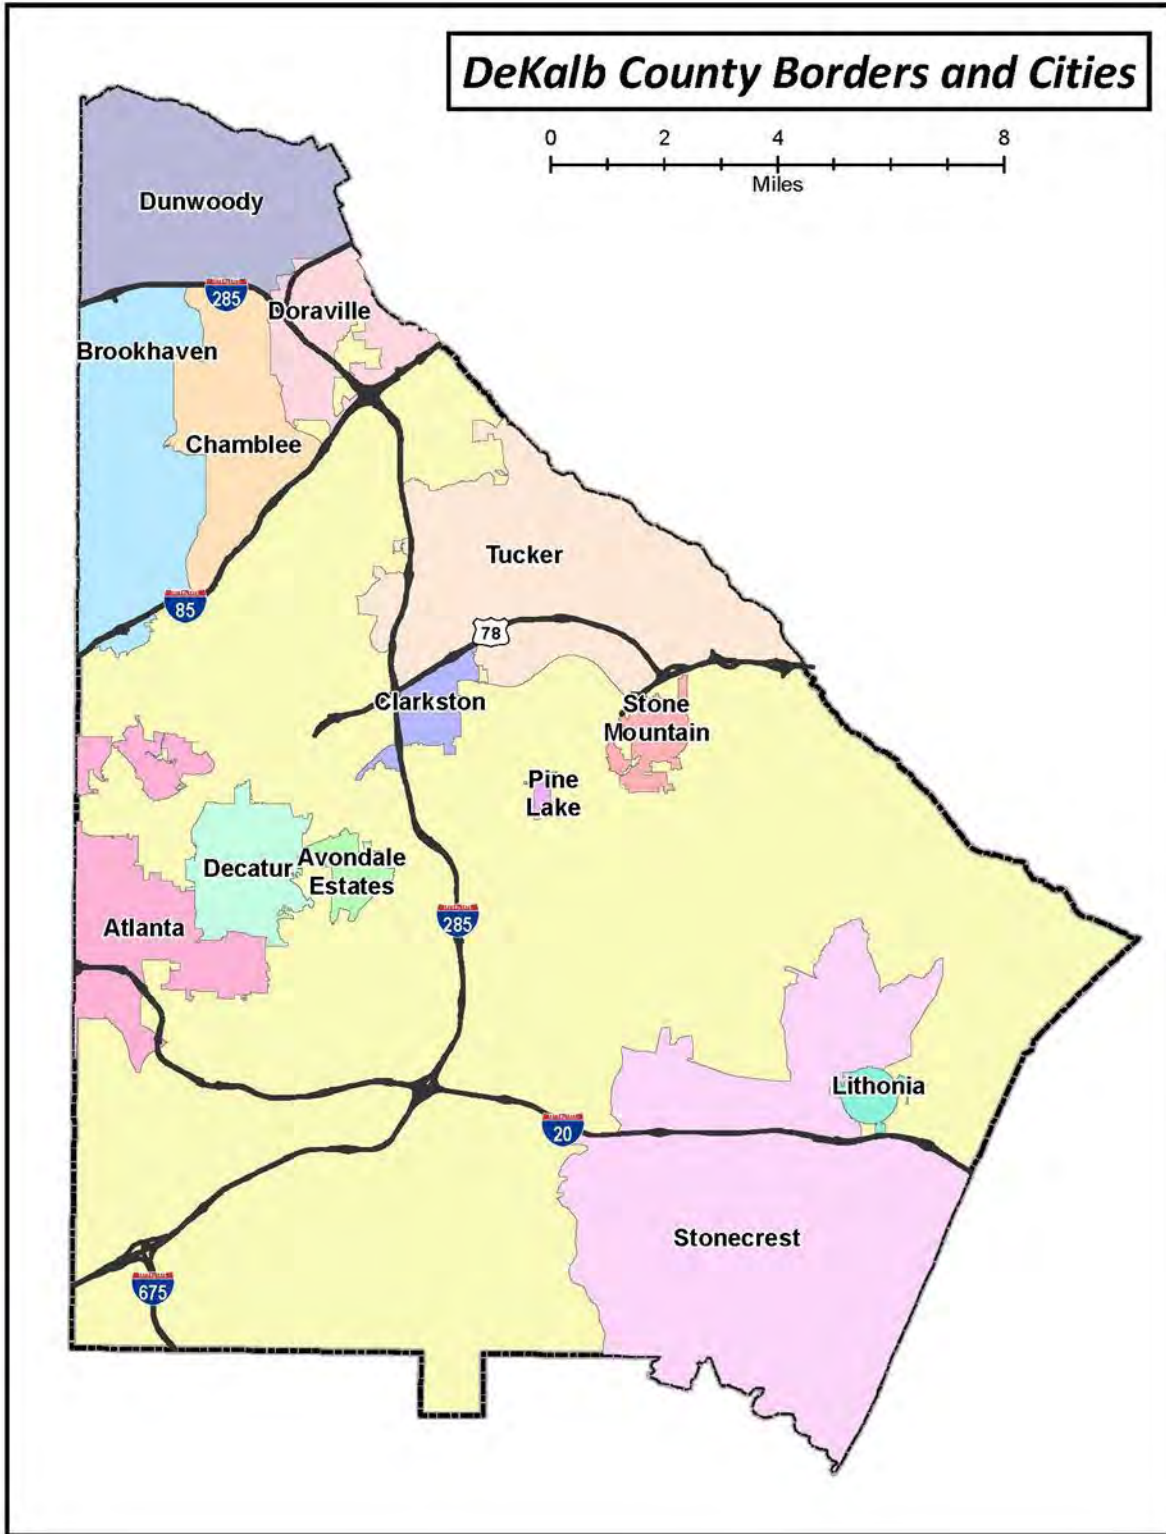 DeKalb County Borders and Cities
0 2 4 8
Miles
Dunwoody
285
Doraville
Brookhaven
Chamblee
Tucker
85
78
Clarkston
Stone
Mountain
Pine
Lake
Decatur
Avondale
Estates
Atlanta
285
Lithonia
20
Stonecrest
675